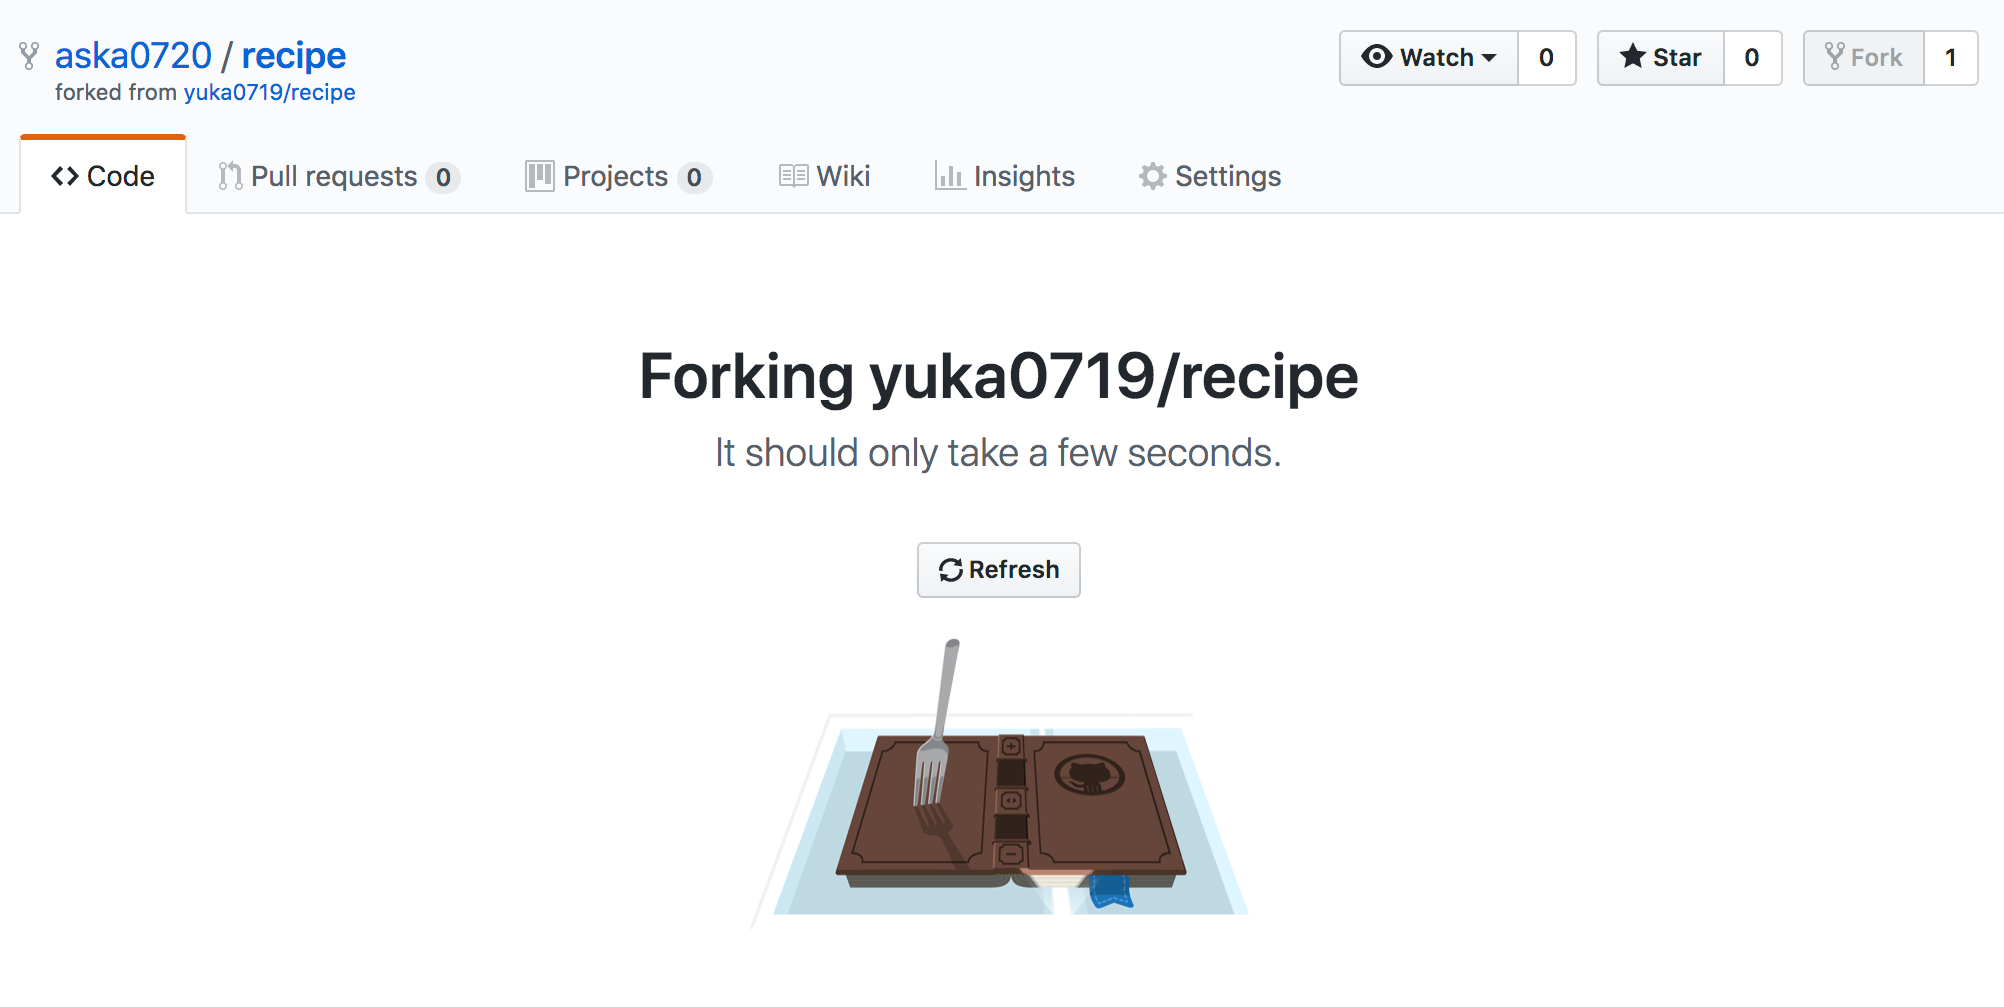 aska0720 / recipe
forked from yuka0719/recipe
Watch 0
Star 0
Fork 1
Code
Pull requests 0
Projects 0
Wiki
Insights
Settings
Forking yuka0719/recipe
It should only take a few seconds.
Refresh